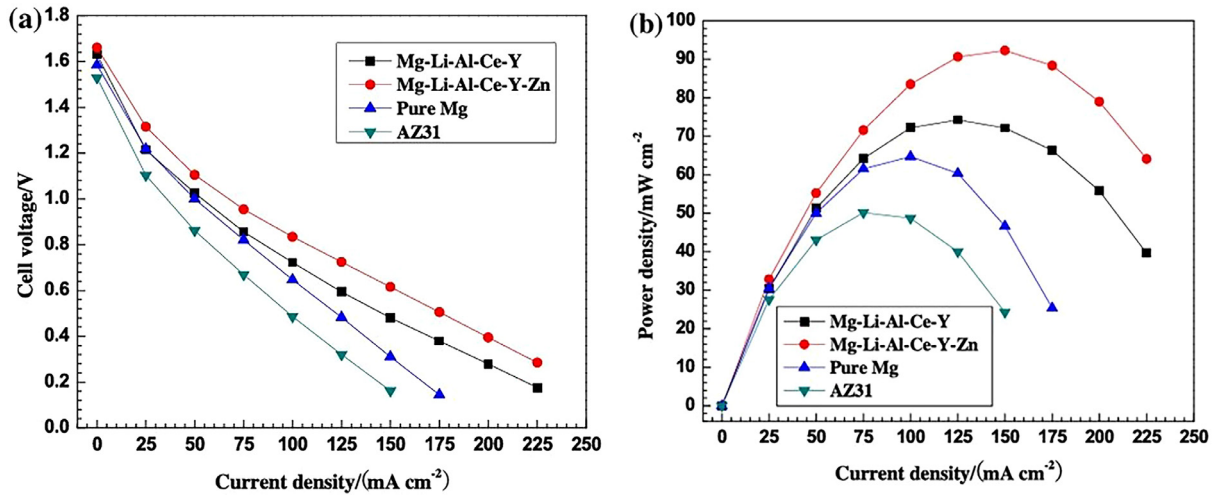 (a)
1.8
1.6
1.4
1.2
1.0
0.8
0.6
0.4
0.2
0.0
Cell voltage/V
Mg-Li-Al-Ce-Y
Mg-Li-Al-Ce-Y-Zn
Pure Mg
AZ31
0 25 50 75 100 125 150 175 200 225 250
Current density/(mA cm⁻²)
(b)
100
90
80
70
60
50
40
30
20
10
0
Power density/mW cm⁻²
Mg-Li-Al-Ce-Y
Mg-Li-Al-Ce-Y-Zn
Pure Mg
AZ31
0 25 50 75 100 125 150 175 200 225 250
Current density/(mA cm⁻²)